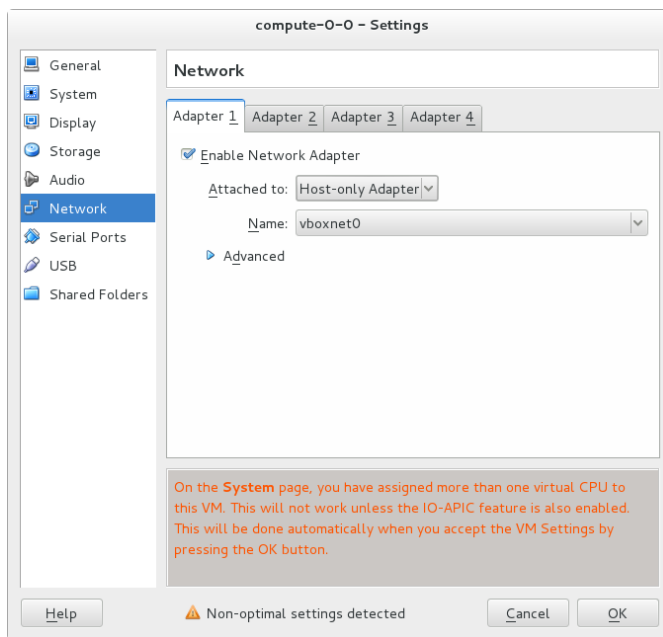 compute-0-0 - Settings
General
System
Display
Storage
Audio
Network
Serial Ports
USB
Shared Folders
Network
Adapter 1 Adapter 2 Adapter 3 Adapter 4
Enable Network Adapter
Attached to: Host-only Adapter
Name: vboxnet0
Advanced
On the System page, you have assigned more than one virtual CPU to
this VM. This will not work unless the IO-APIC feature is also enabled.
This will be done automatically when you accept the VM Settings by
pressing the OK button.
Help Non-optimal settings detected Cancel OK